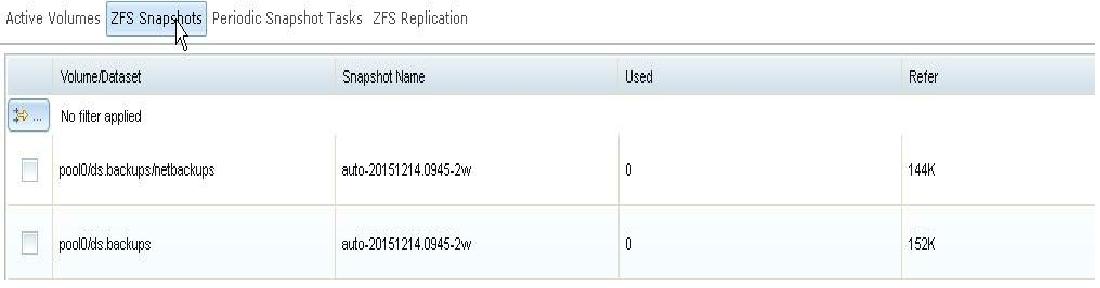 Active Volumes ZFS Snapshots Periodic Snapshot Tasks ZFS Replication
Volume/Dataset Snapshot Name Used Refer
... No filter applied
pool0/ds.backups/netbackups auto-20151214.0945-2w 0 144K
pool0/ds.backups auto-20151214.0945-2w 0 152K